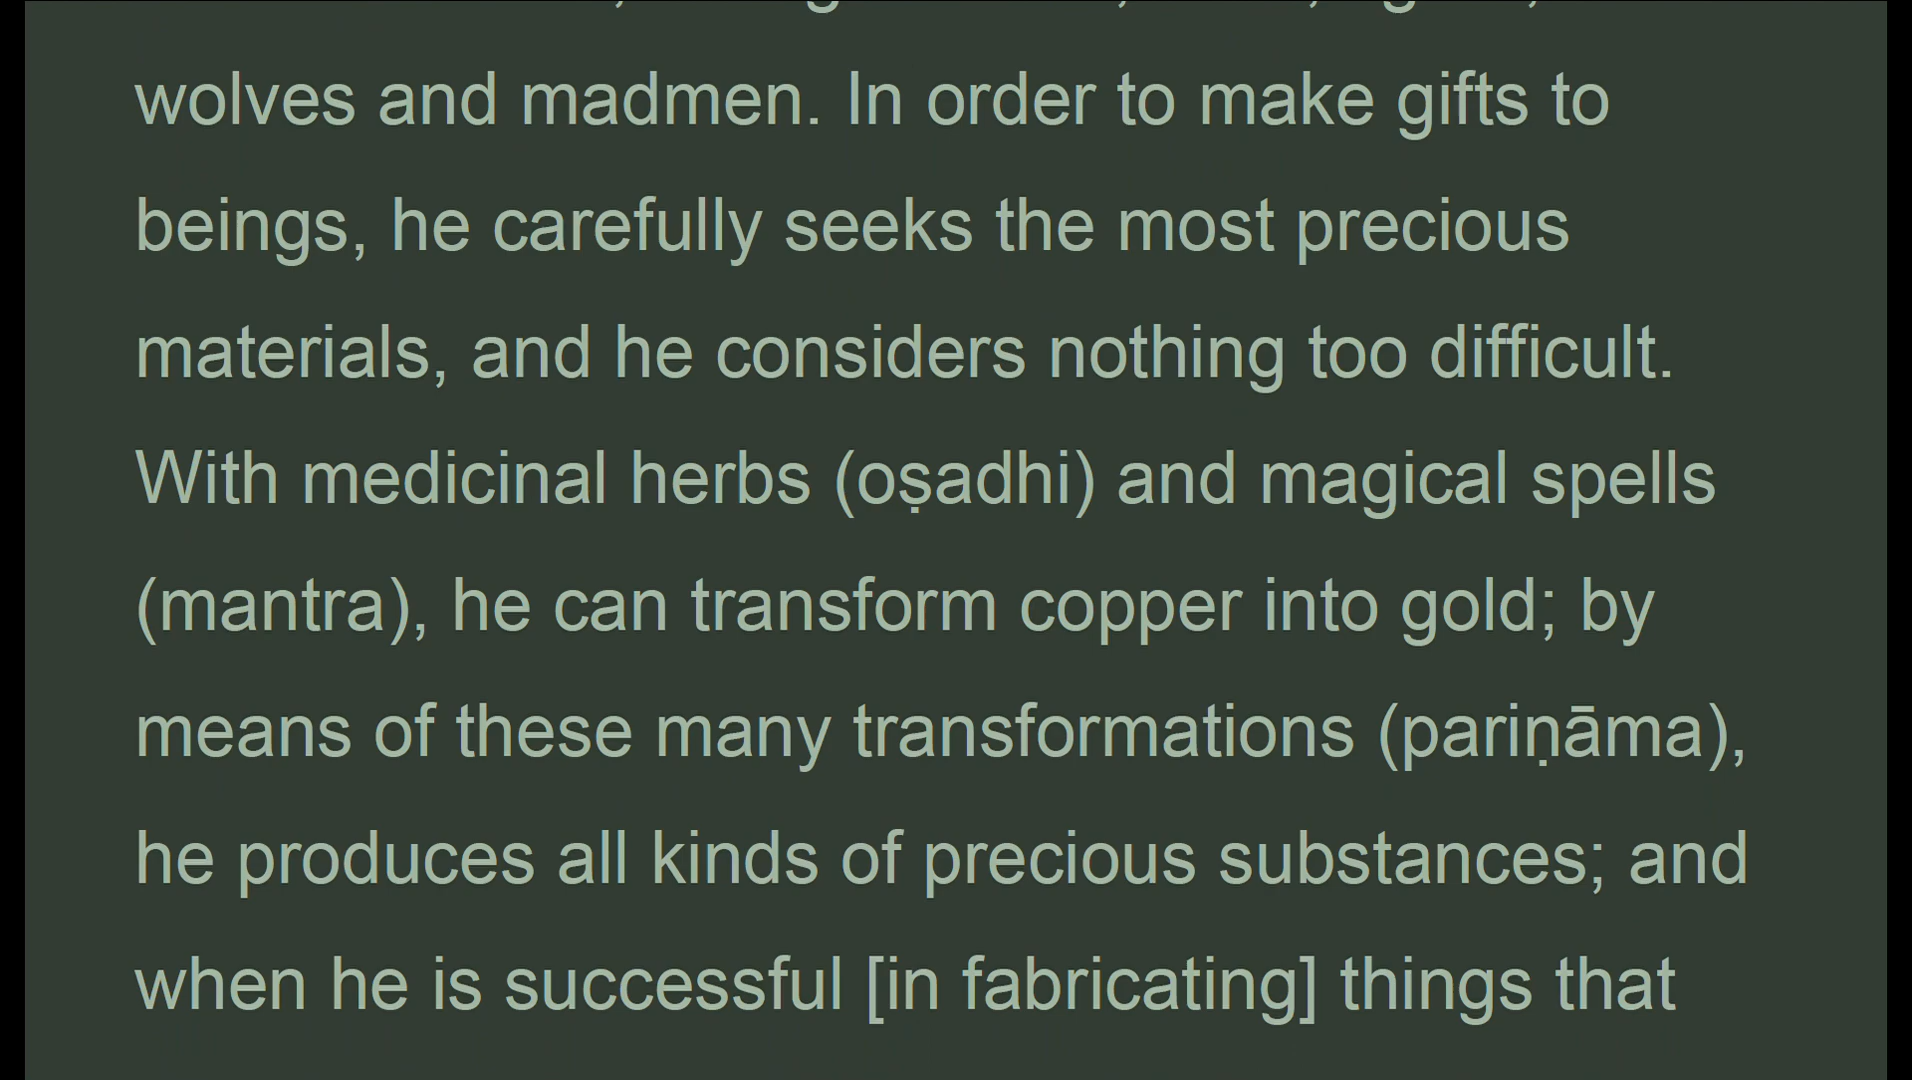 wolves and madmen. In order to make gifts to
beings, he carefully seeks the most precious
materials, and he considers nothing too difficult.
With medicinal herbs (oṣadhi) and magical spells
(mantra), he can transform copper into gold; by
means of these many transformations (pariṇāma),
he produces all kinds of precious substances; and
when he is successful [in fabricating] things that